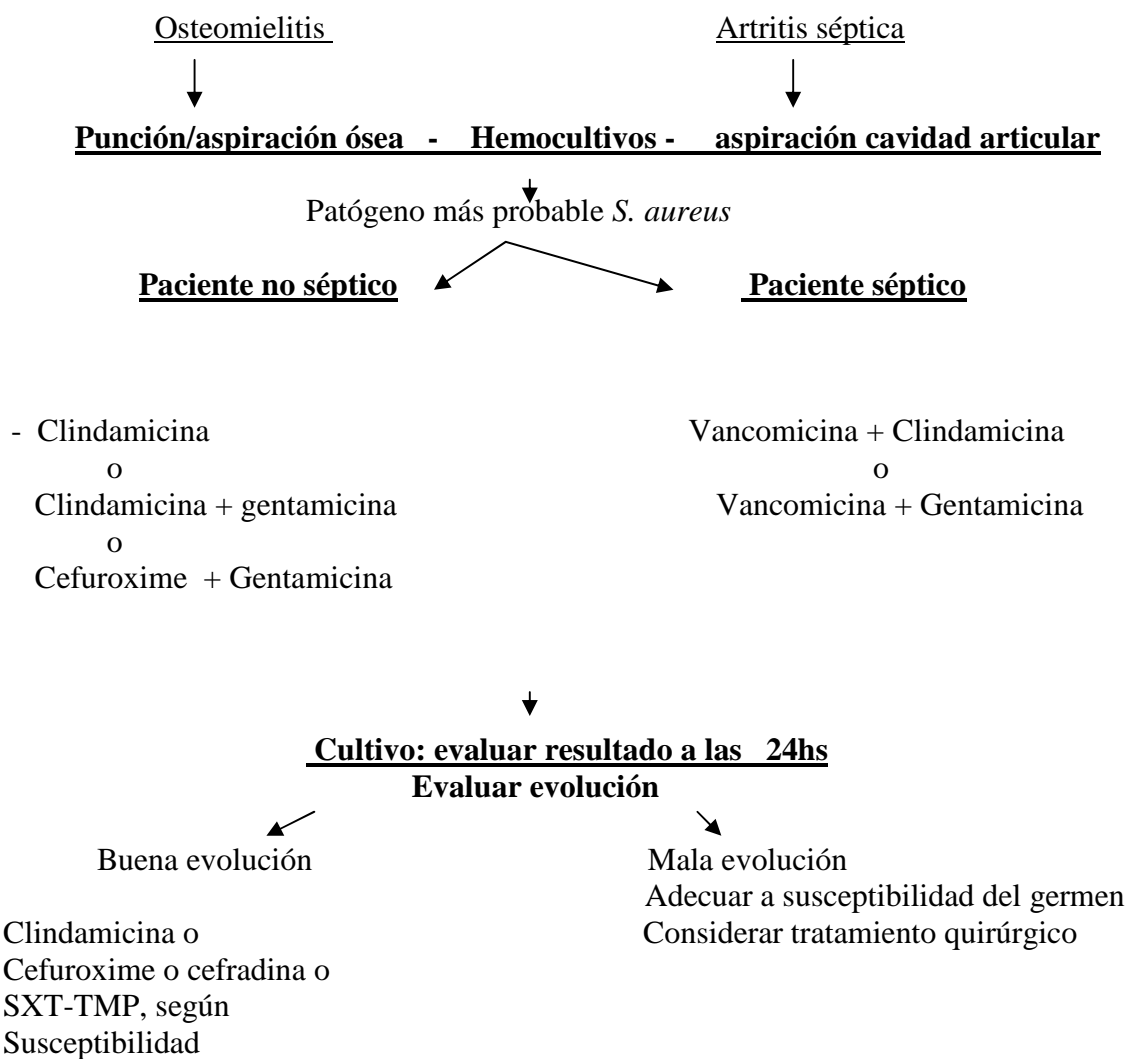 Osteomielitis Artritis séptica
Punción/aspiración ósea - Hemocultivos - aspiración cavidad articular
Patógeno más probable S. aureus
Paciente no séptico Paciente séptico
- Clindamicina Vancomicina + Clindamicina
o o
Clindamicina + gentamicina Vancomicina + Gentamicina
o
Cefuroxime + Gentamicina
Cultivo: evaluar resultado a las 24hs
Evaluar evolución
Buena evolución Mala evolución
Adecuar a susceptibilidad del germen
Clindamicina o Considerar tratamiento quirúrgico
Cefuroxime o cefradina o
SXT-TMP, según
Susceptibilidad